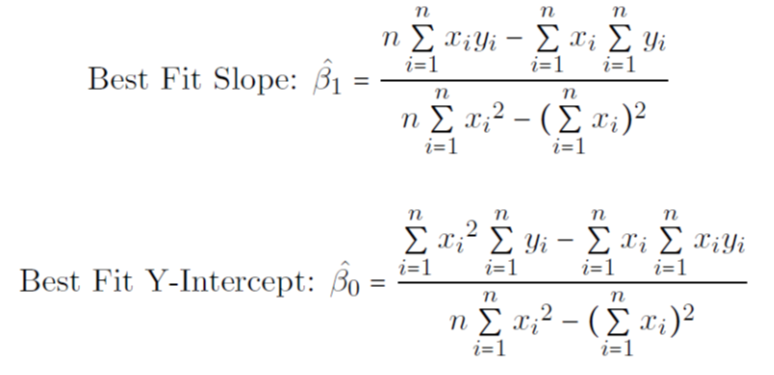 Best Fit Slope: β̂₁ = (n ∑ᵢ₌₁ⁿ xᵢyᵢ − ∑ᵢ₌₁ⁿ xᵢ ∑ᵢ₌₁ⁿ yᵢ) / (n ∑ᵢ₌₁ⁿ xᵢ² − (∑ᵢ₌₁ⁿ xᵢ)²)
Best Fit Y-Intercept: β̂₀ = (∑ᵢ₌₁ⁿ xᵢ² ∑ᵢ₌₁ⁿ yᵢ − ∑ᵢ₌₁ⁿ xᵢ ∑ᵢ₌₁ⁿ xᵢyᵢ) / (n ∑ᵢ₌₁ⁿ xᵢ² − (∑ᵢ₌₁ⁿ xᵢ)²)